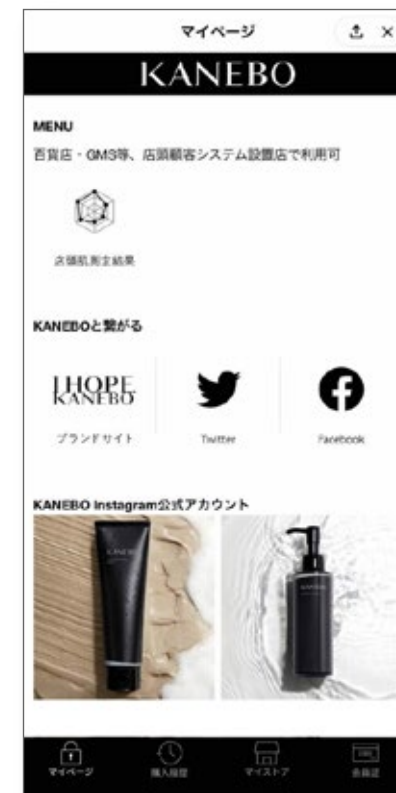 マイページ
KANEBO
MENU
百貨店・GMS等、店頭顧客システム設置店で利用可
店頭肌測定結果
KANEBOと繋がる
I HOPE.
KANEBO
ブランドサイト
Twitter
Facebook
KANEBO Instagram公式アカウント
KANEBO
KANEBO
マイページ
購入履歴
マイストア
会員証